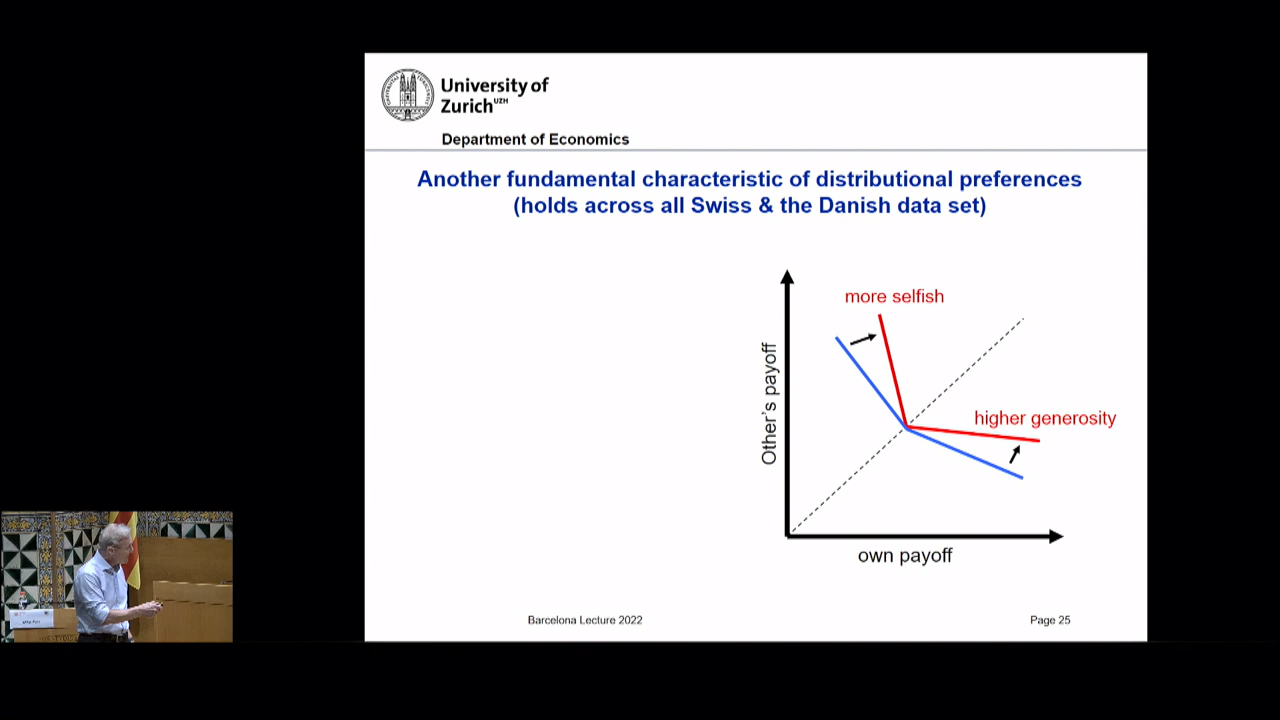 University of
Zurich UZH
Department of Economics
Another fundamental characteristic of distributional preferences
(holds across all Swiss & the Danish data set)
more selfish
higher generosity
Other's payoff
own payoff
Barcelona Lecture 2022
Page 25